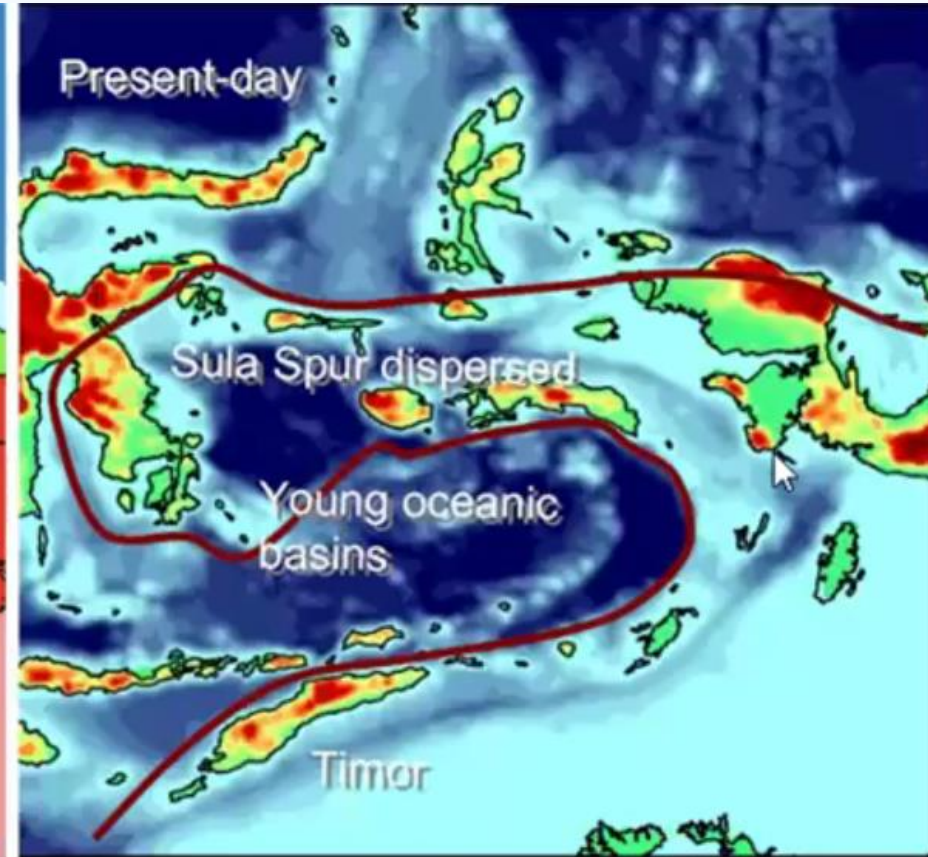 Present-day
Sula Spur dispersed
Young oceanic
basins
Timor